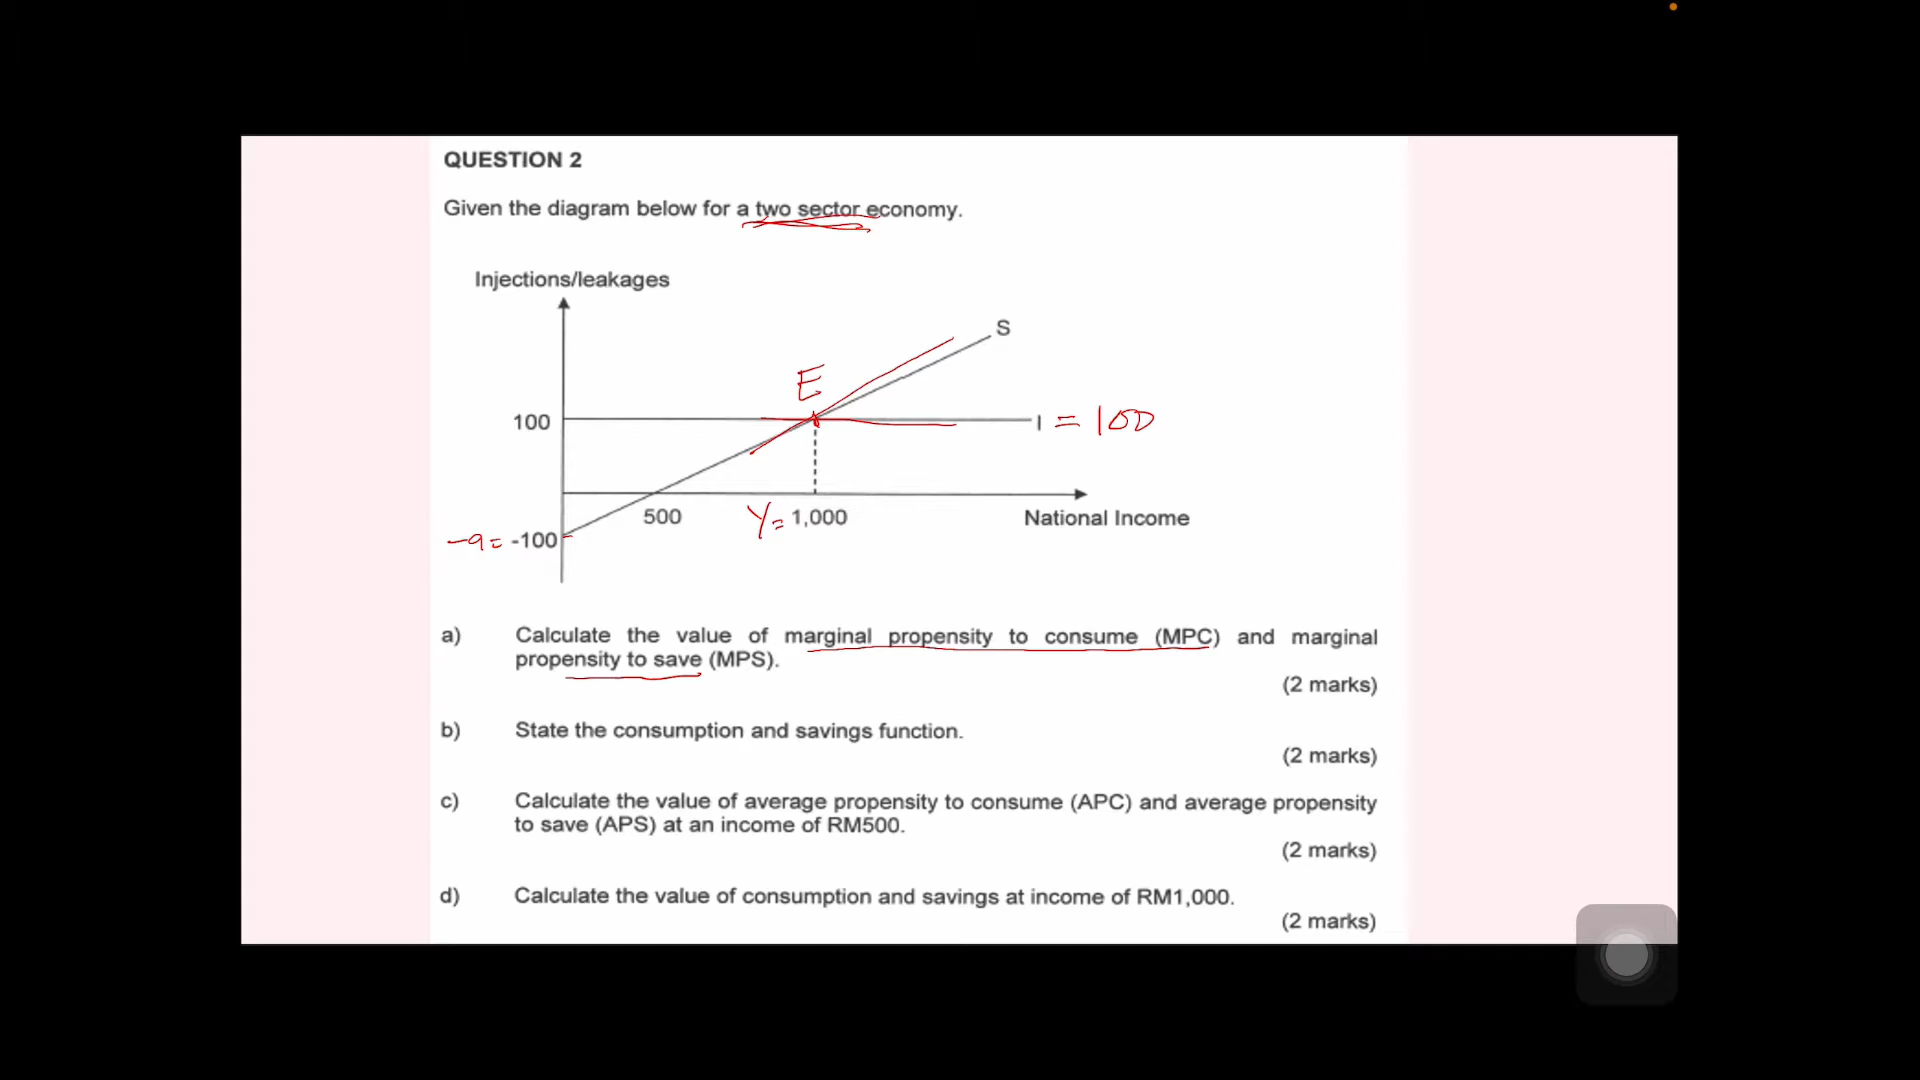 QUESTION 2
Given the diagram below for a two sector economy.
Injections/leakages
S
E
100
I = 100
500
Y= 1,000
National Income
-a= -100
a) Calculate the value of marginal propensity to consume (MPC) and marginal
propensity to save (MPS).
(2 marks)
b) State the consumption and savings function.
(2 marks)
c) Calculate the value of average propensity to consume (APC) and average propensity
to save (APS) at an income of RM500.
(2 marks)
d) Calculate the value of consumption and savings at income of RM1,000.
(2 marks)